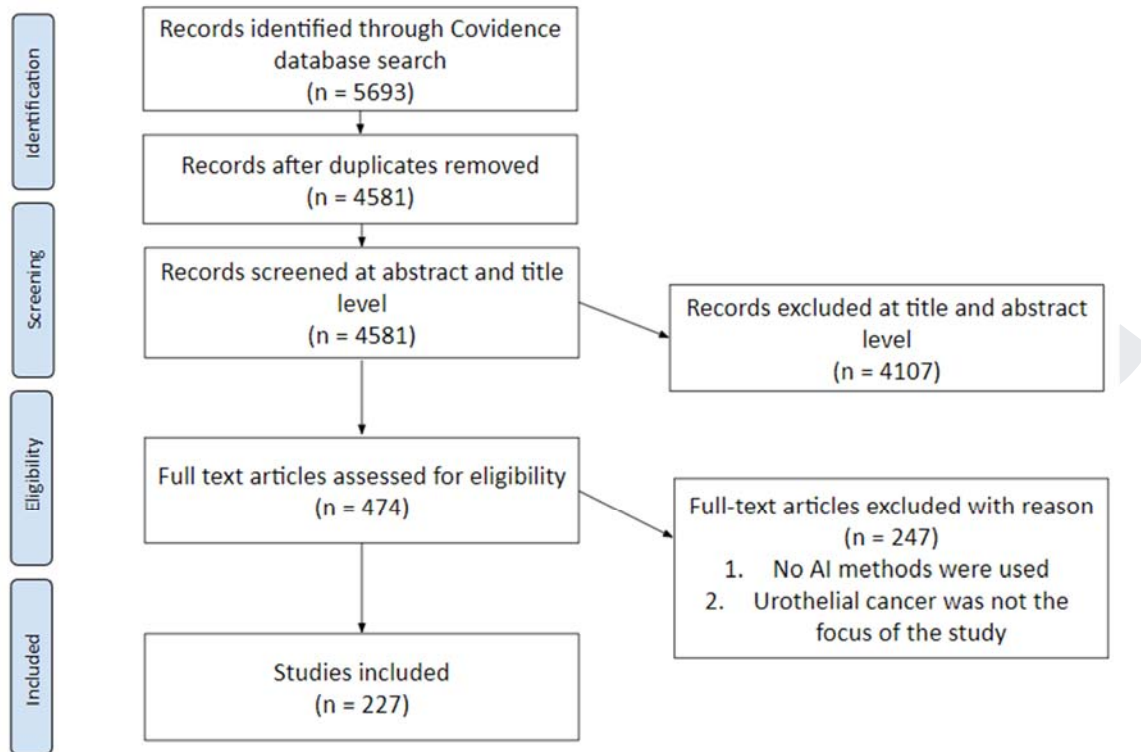 Identification
Records identified through Covidence
database search
(n = 5693)
Records after duplicates removed
(n = 4581)
Screening
Records screened at abstract and title
level
(n = 4581)
Records excluded at title and abstract
level
(n = 4107)
Eligibility
Full text articles assessed for eligibility
(n = 474)
Full-text articles excluded with reason
(n = 247)
1. No AI methods were used
2. Urothelial cancer was not the
focus of the study
Included
Studies included
(n = 227)